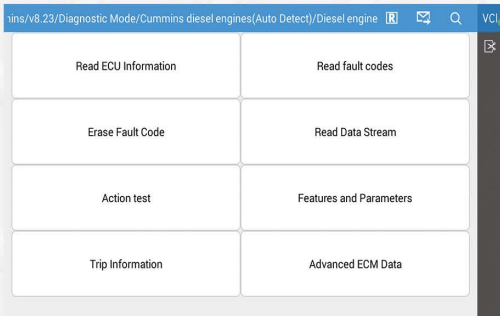 ins/v8.23/Diagnostic Mode/Cummins diesel engines(Auto Detect)/Diesel engine R VCI
Read ECU Information Read fault codes
Erase Fault Code Read Data Stream
Action test Features and Parameters
Trip Information Advanced ECM Data